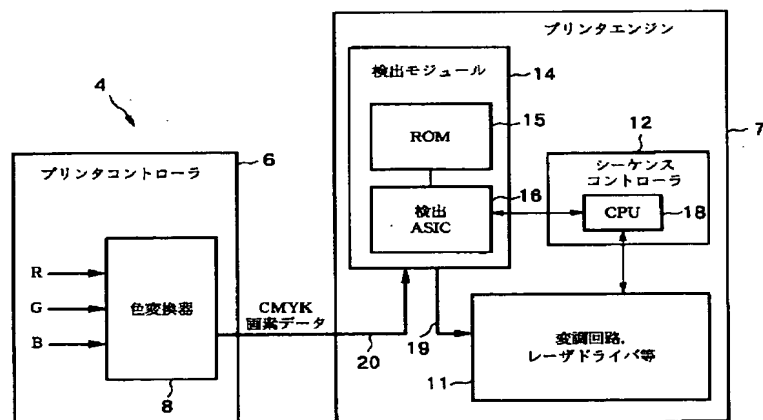 プリンタエンジン
検出モジュール
14
4
15
ROM
12
7
6
シーケンス
コントローラ
プリンタコントローラ
16
検出
ASIC
CPU
18
R
G
B
色変換器
CMYK
画素データ
20
19
変調回路,
レーザドライバ等
8
11